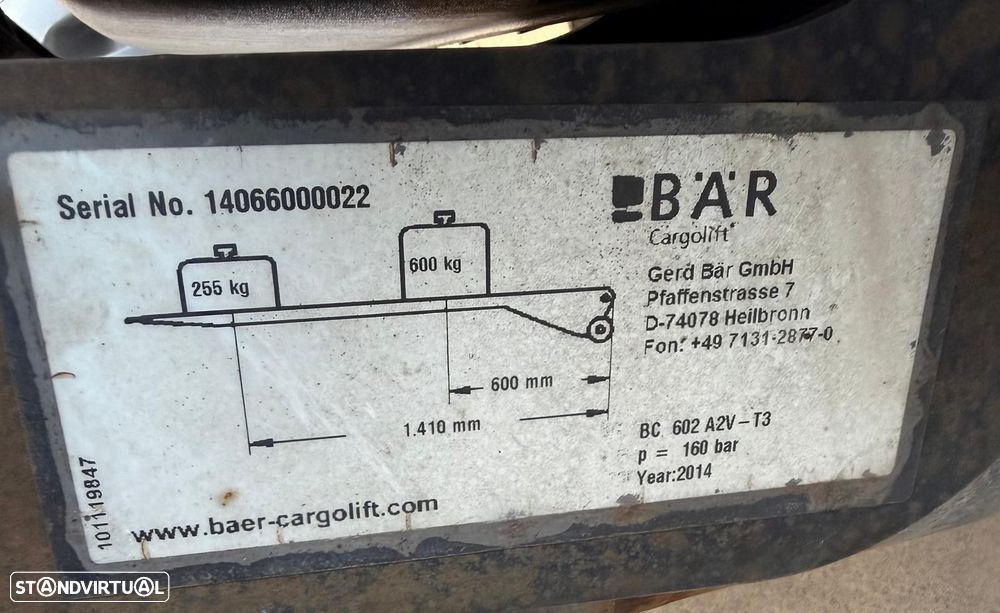 Serial No. 14066000022
255 kg
600 kg
600 mm
1.410 mm
101119847
www.baer-cargolift.com
BÄR
Cargolift
Gerd Bär GmbH
Pfaffenstrasse 7
D-74078 Heilbronn
Fon: +49 7131-2877-0
BC 602 A2V-T3
p = 160 bar
Year:2014
STANDVIRTUAL